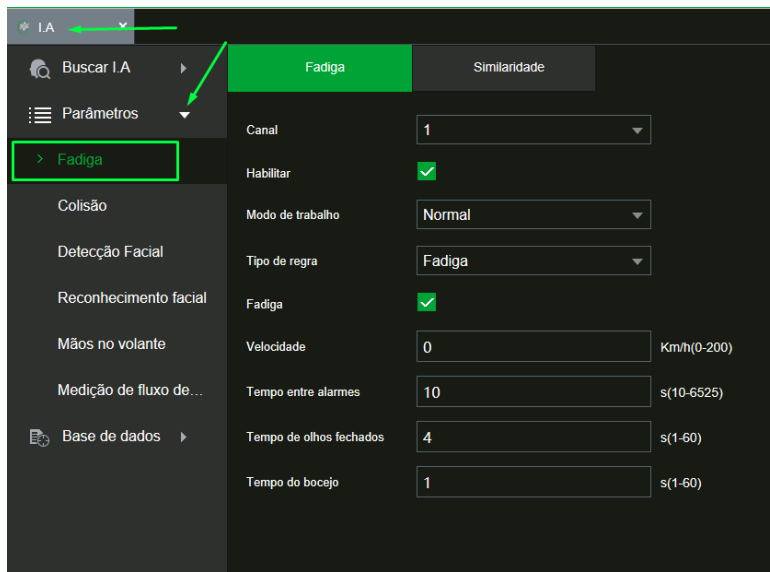 I.A ×
Buscar I.A
Parâmetros
Fadiga
Colisão
Detecção Facial
Reconhecimento facial
Mãos no volante
Medição de fluxo de...
Base de dados
Fadiga Similaridade
Canal 1
Habilitar
Modo de trabalho Normal
Tipo de regra Fadiga
Fadiga
Velocidade 0 Km/h(0-200)
Tempo entre alarmes 10 s(10-6525)
Tempo de olhos fechados 4 s(1-60)
Tempo do bocejo 1 s(1-60)